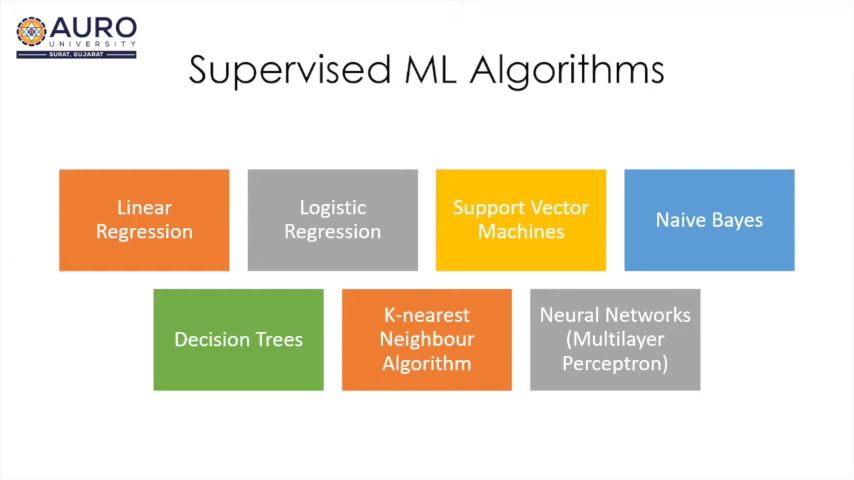 AURO
UNIVERSITY
SURAT, GUJARAT
Supervised ML Algorithms
Linear
Regression
Logistic
Regression
Support Vector
Machines
Naive Bayes
Decision Trees
K-nearest
Neighbour
Algorithm
Neural Networks
(Multilayer
Perceptron)